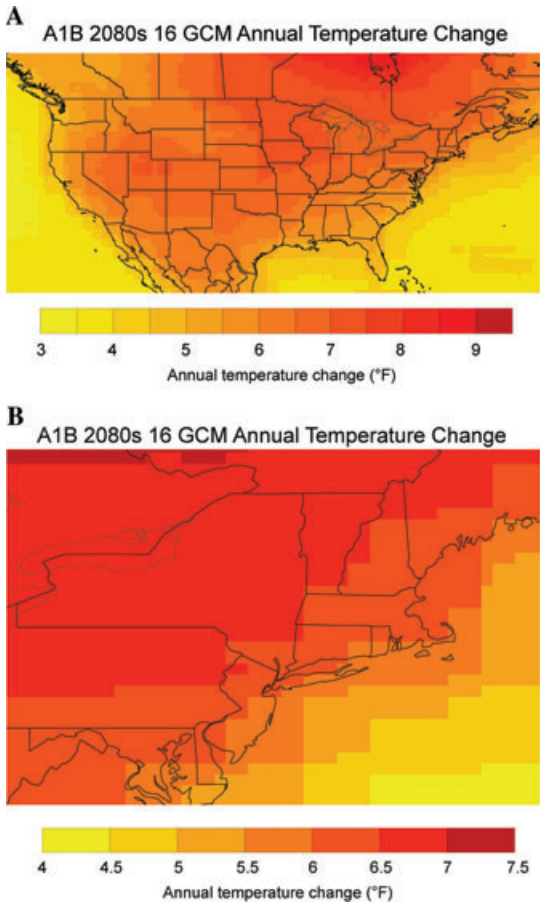 A
A1B 2080s 16 GCM Annual Temperature Change
3 4 5 6 7 8 9
Annual temperature change (°F)
B
A1B 2080s 16 GCM Annual Temperature Change
4 4.5 5 5.5 6 6.5 7 7.5
Annual temperature change (°F)